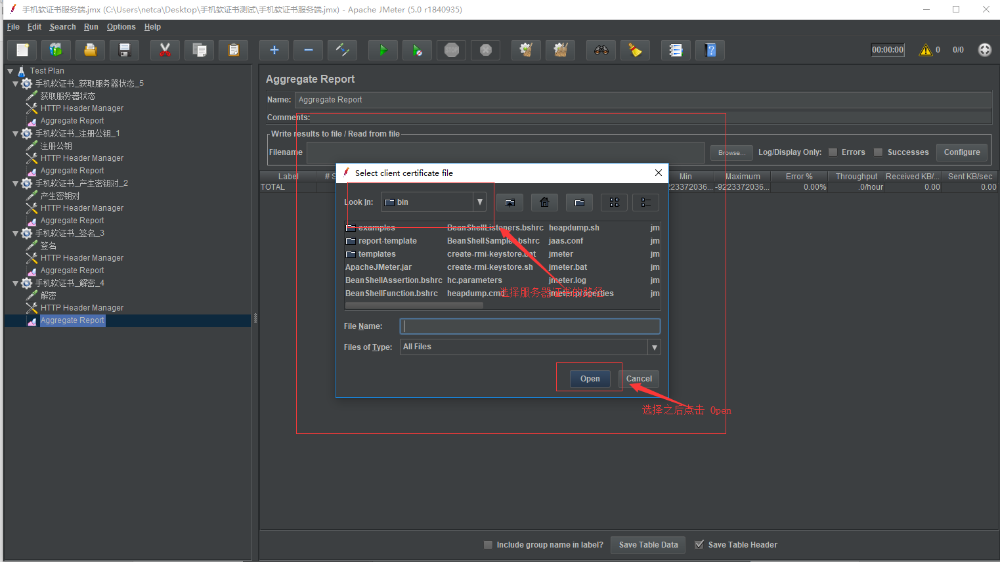 手机软证书服务端.jmx (C:\Users\netca\Desktop\手机软证书测试\手机软证书服务端.jmx) - Apache JMeter (5.0 r1840935)
File Edit Search Run Options Help
STOP
00:00:00 0 0/0
Test Plan
手机软证书_获取服务器状态_5
获取服务器状态
HTTP Header Manager
Aggregate Report
手机软证书_注册公钥_1
注册公钥
HTTP Header Manager
Aggregate Report
手机软证书_产生密钥对_2
产生密钥对
HTTP Header Manager
Aggregate Report
手机软证书_签名_3
签名
HTTP Header Manager
Aggregate Report
手机软证书_解密_4
解密
HTTP Header Manager
Aggregate Report
Aggregate Report
Name: Aggregate Report
Comments:
Write results to file / Read from file
Filename Browse... Log/Display Only: Errors Successes Configure
Label # S Min Maximum Error % Throughput Received KB/... Sent KB/sec
TOTAL 223372036... -9223372036... 0.00% .0/hour 0.00 0.00
Select client certificate file
Look In: bin
examples BeanShellListeners.bshrc heapdump.sh jm
report-template BeanShellSampler.bshrc jaas.conf jm
templates create-rmi-keystore.bat jmeter jm
ApacheJMeter.jar create-rmi-keystore.sh jmeter.bat jm
BeanShellAssertion.bshrc hc.parameters jmeter.log jm
BeanShellFunction.bshrc heapdump.cmd jmeter.properties jm
选择服务器证书的路径
File Name:
Files of Type: All Files
Open Cancel
选择之后点击 Open
Include group name in label? Save Table Data Save Table Header